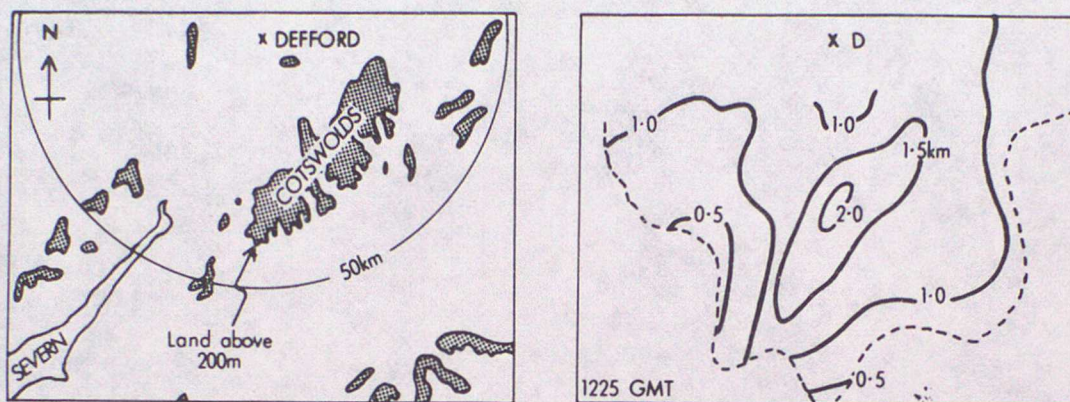 N
x DEFFORD
COTSWOLDS
50km
SEVERN
Land above
200m
x D
1·0
1·0
1·5km
2·0
0·5
1·0
0·5
1225 GMT